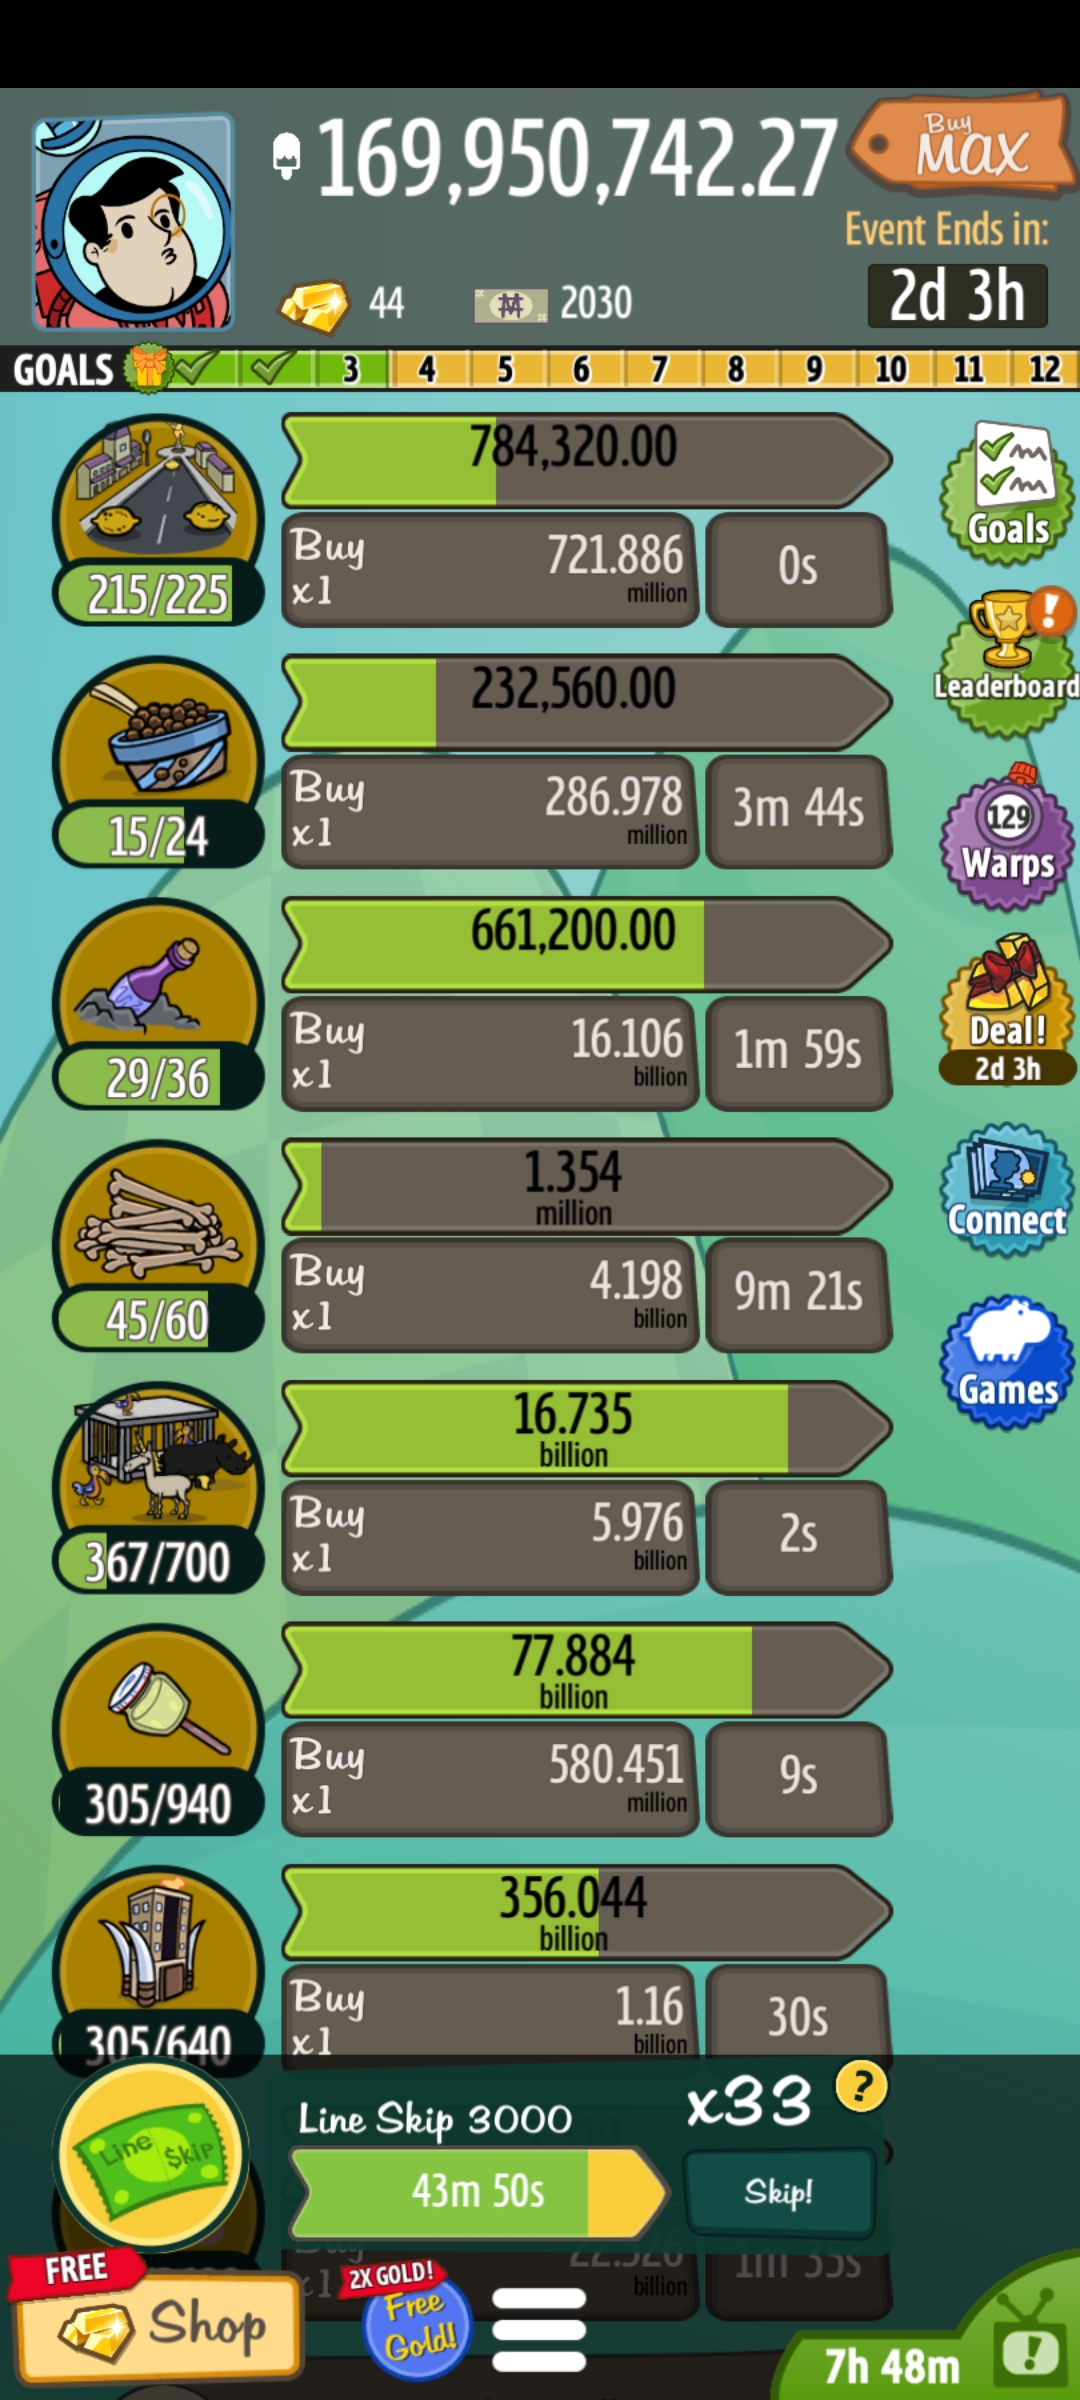 169,950,742.27
Buy
MAX
Event Ends in:
44
2030
2d 3h
GOALS
3 4 5 6 7 8 9 10 11 12
784,320.00
Buy
x1
721.886
million
0s
215/225
Goals
Leaderboard
232,560.00
Buy
x1
286.978
million
3m 44s
15/24
129
Warps
661,200.00
Buy
x1
16.106
billion
1m 59s
29/36
Deal!
2d 3h
1.354
million
Buy
x1
4.198
billion
9m 21s
45/60
Connect
16.735
billion
Buy
x1
5.976
billion
2s
367/700
Games
77.884
billion
Buy
x1
580.451
million
9s
305/940
356.044
billion
Buy
x1
1.16
billion
30s
305/640
Line Skip 3000
x33
?
Line $kip
43m 50s
Skip!
billion
1m 35s
FREE
Shop
2X GOLD!
Free
Gold!
7h 48m